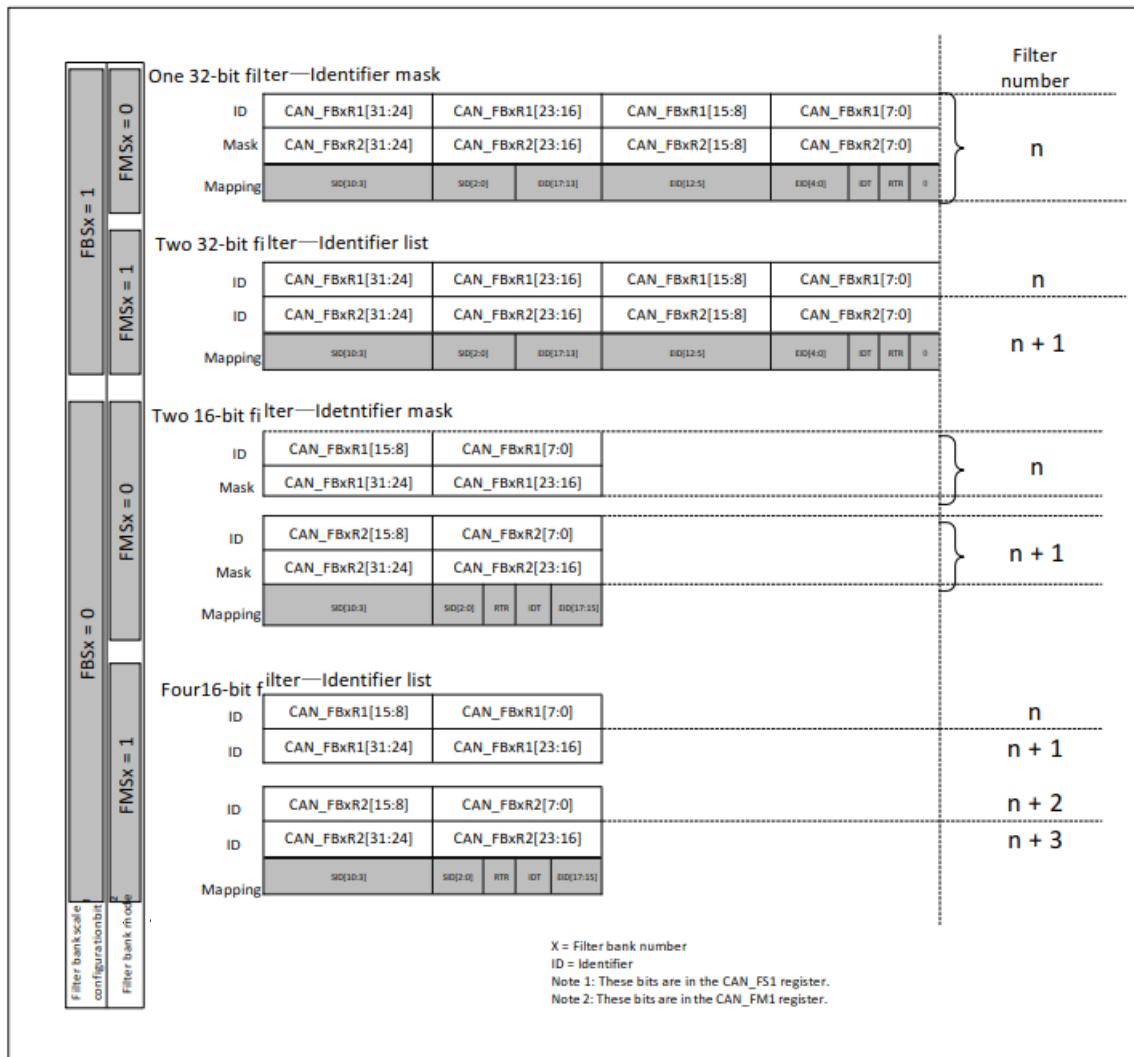 Filter
number
One 32-bit filter—Identifier mask
ID CAN_FBxR1[31:24] CAN_FBxR1[23:16] CAN_FBxR1[15:8] CAN_FBxR1[7:0]
Mask CAN_FBxR2[31:24] CAN_FBxR2[23:16] CAN_FBxR2[15:8] CAN_FBxR2[7:0]
n
Mapping SID[10:3] SID[2:0] EID[17:13] EID[12:5] EID[4:0] IDT RTR 0
Two 32-bit filter—Identifier list
ID CAN_FBxR1[31:24] CAN_FBxR1[23:16] CAN_FBxR1[15:8] CAN_FBxR1[7:0] n
ID CAN_FBxR2[31:24] CAN_FBxR2[23:16] CAN_FBxR2[15:8] CAN_FBxR2[7:0]
n + 1
Mapping SID[10:3] SID[2:0] EID[17:13] EID[12:5] EID[4:0] IDT RTR 0
Two 16-bit filter—Idetntifier mask
ID CAN_FBxR1[15:8] CAN_FBxR1[7:0]
n
Mask CAN_FBxR1[31:24] CAN_FBxR1[23:16]
ID CAN_FBxR2[15:8] CAN_FBxR2[7:0]
n + 1
Mask CAN_FBxR2[31:24] CAN_FBxR2[23:16]
Mapping SID[10:3] SID[2:0] RTR IDT EID[17:15]
Four16-bit filter—Identifier list
ID CAN_FBxR1[15:8] CAN_FBxR1[7:0] n
ID CAN_FBxR1[31:24] CAN_FBxR1[23:16] n + 1
ID CAN_FBxR2[15:8] CAN_FBxR2[7:0] n + 2
ID CAN_FBxR2[31:24] CAN_FBxR2[23:16] n + 3
Mapping SID[10:3] SID[2:0] RTR IDT EID[17:15]
FBSx = 1
FMSx = 0
FMSx = 1
FBSx = 0
FMSx = 0
FMSx = 1
Filter bank scale
configurationbit 1
Filter bank mode 2
X = Filter bank number
ID = Identifier
Note 1: These bits are in the CAN_FS1 register.
Note 2: These bits are in the CAN_FM1 register.